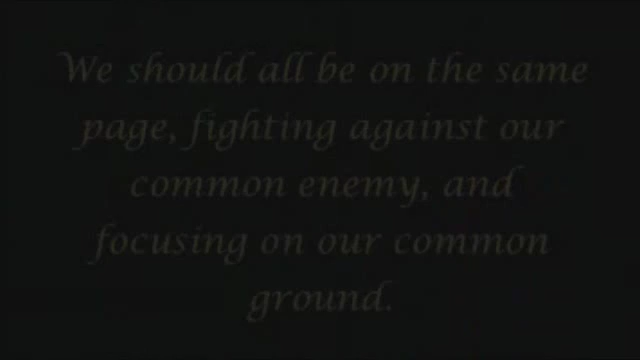 We should all be on the same
page, fighting against our
common enemy, and
focusing on our common
ground.